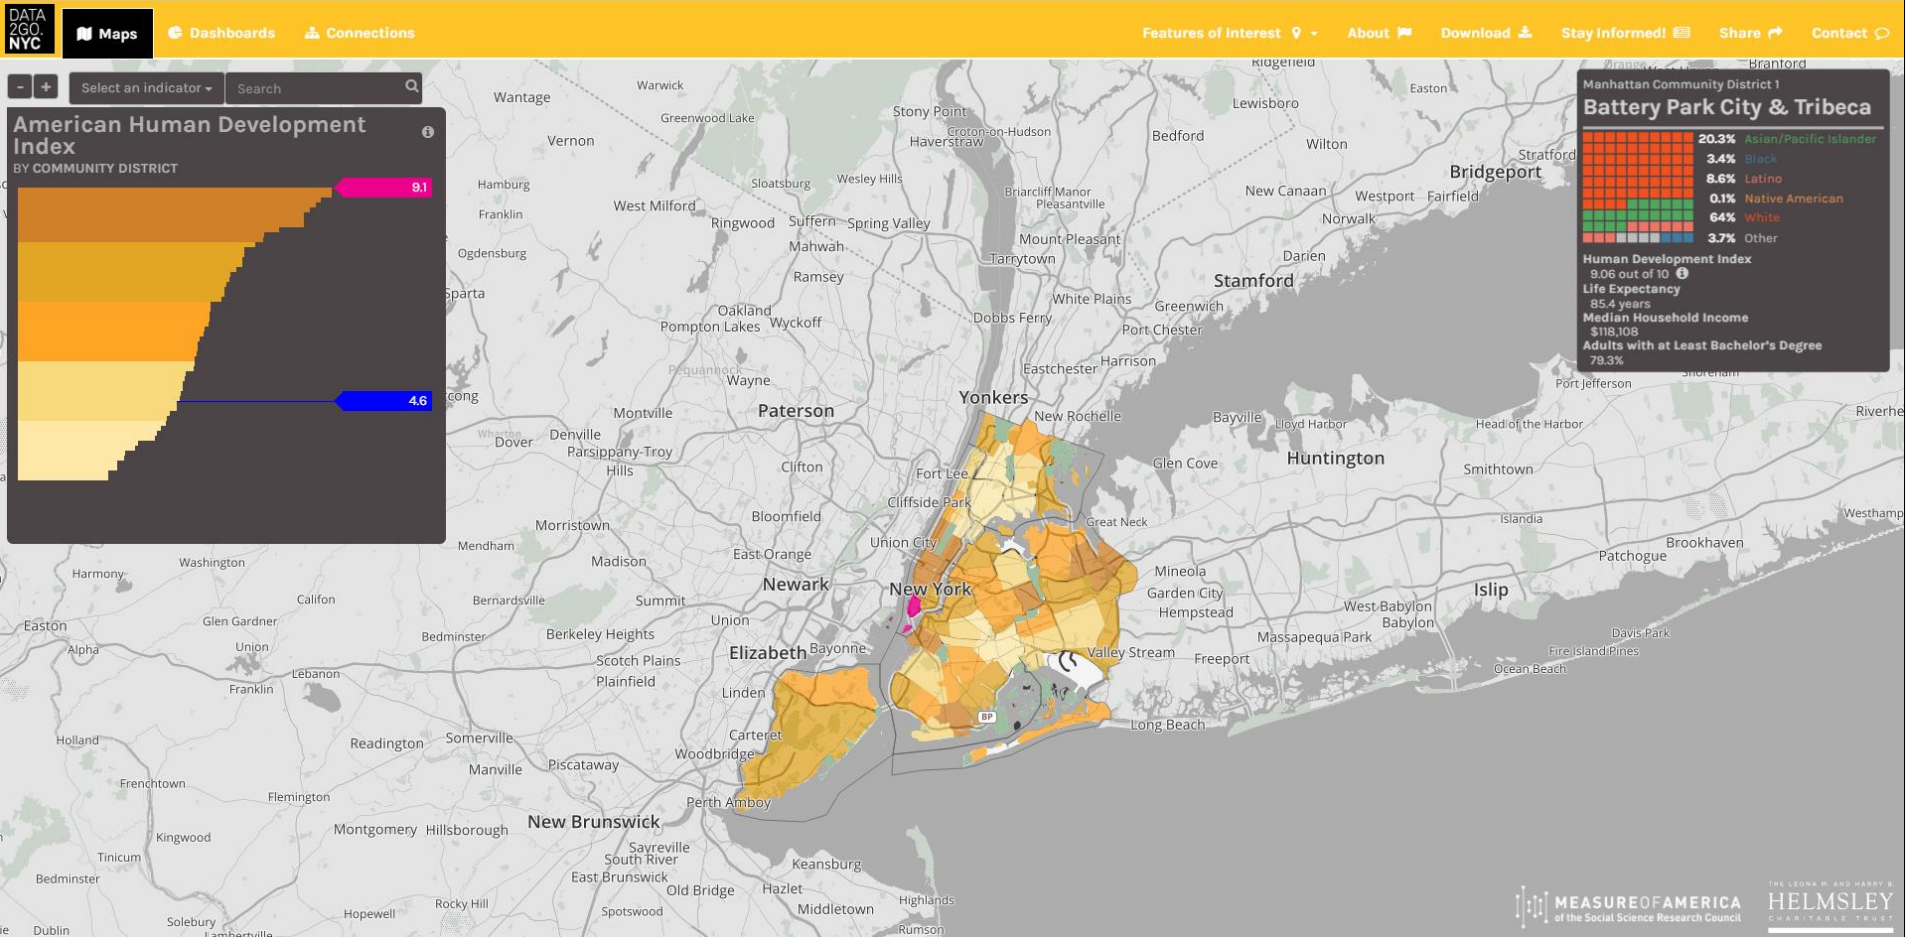 DATA
2GO.
NYC
Maps
Dashboards
Connections
Features of Interest
About
Download
Stay Informed!
Share
Contact
-
+
Select an indicator
Search
American Human Development
Index
BY COMMUNITY DISTRICT
9.1
4.6
Manhattan Community District 1
Battery Park City & Tribeca
20.3% Asian/Pacific Islander
3.4% Black
8.6% Latino
0.1% Native American
64% White
3.7% Other
Human Development Index
9.06 out of 10
Life Expectancy
85.4 years
Median Household Income
$118,108
Adults with at Least Bachelor's Degree
79.3%
Ridgefield
Orange
Branford
Warwick
Wantage
Greenwood Lake
Stony Point
Lewisboro
Easton
Vernon
Croton-on-Hudson
Haverstraw
Bedford
Wilton
Stratford
Bridgeport
Hamburg
Sloatsburg
Wesley Hills
Briarcliff Manor
Pleasantville
New Canaan
Westport
Fairfield
Franklin
West Milford
Ringwood
Suffern
Spring Valley
Norwalk
Mahwah
Mount Pleasant
Ogdensburg
Tarrytown
Darien
Sparta
Ramsey
Stamford
White Plains
Greenwich
Oakland
Pompton Lakes
Wyckoff
Dobbs Ferry
Port Chester
Pequannock
Wayne
Eastchester
Harrison
Shoreham
Port Jefferson
cong
Yonkers
Montville
Paterson
New Rochelle
Bayville
Lloyd Harbor
Head of the Harbor
Riverhe
Wharton
Dover
Denville
Parsippany-Troy
Hills
Clifton
Fort Lee
Glen Cove
Huntington
Smithtown
Cliffside Park
Morristown
Bloomfield
Great Neck
Islandia
Westhamp
Mendham
Union City
Brookhaven
Patchogue
Washington
Madison
East Orange
Harmony
Newark
New York
Mineola
Garden City
Islip
Califon
Bernardsville
Summit
Hempstead
West Babylon
Babylon
Easton
Glen Gardner
Union
Berkeley Heights
Massapequa Park
Davis Park
Alpha
Union
Bedminster
Elizabeth
Bayonne
Valley Stream
Freeport
Fire Island Pines
Ocean Beach
Lebanon
Scotch Plains
Plainfield
Franklin
Linden
BP
Long Beach
Holland
Readington
Somerville
Carteret
Woodbridge
Manville
Piscataway
Frenchtown
Flemington
Perth Amboy
Montgomery
Hillsborough
New Brunswick
Kingwood
Sayreville
South River
Tinicum
East Brunswick
Keansburg
Bedminster
Old Bridge
Hazlet
Rocky Hill
Highlands
Hopewell
Spotswood
Middletown
Solebury
Dublin
Lambertville
Rumson
MEASURE OF AMERICA
of the Social Science Research Council
THE LEONA M. AND HARRY B.
HELMSLEY
CHARITABLE TRUST